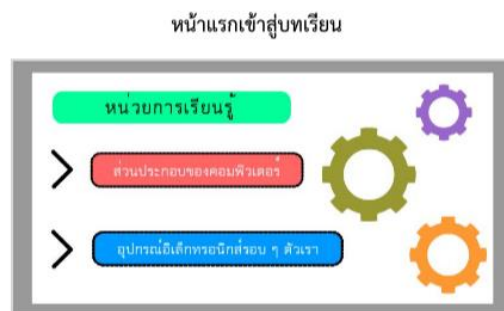 หน้าแรกเข้าสู่บทเรียน
หน่วยการเรียนรู้
ส่วนประกอบของคอมพิวเตอร์
อุปกรณ์อิเล็กทรอนิกส์รอบ ๆ ตัวเรา